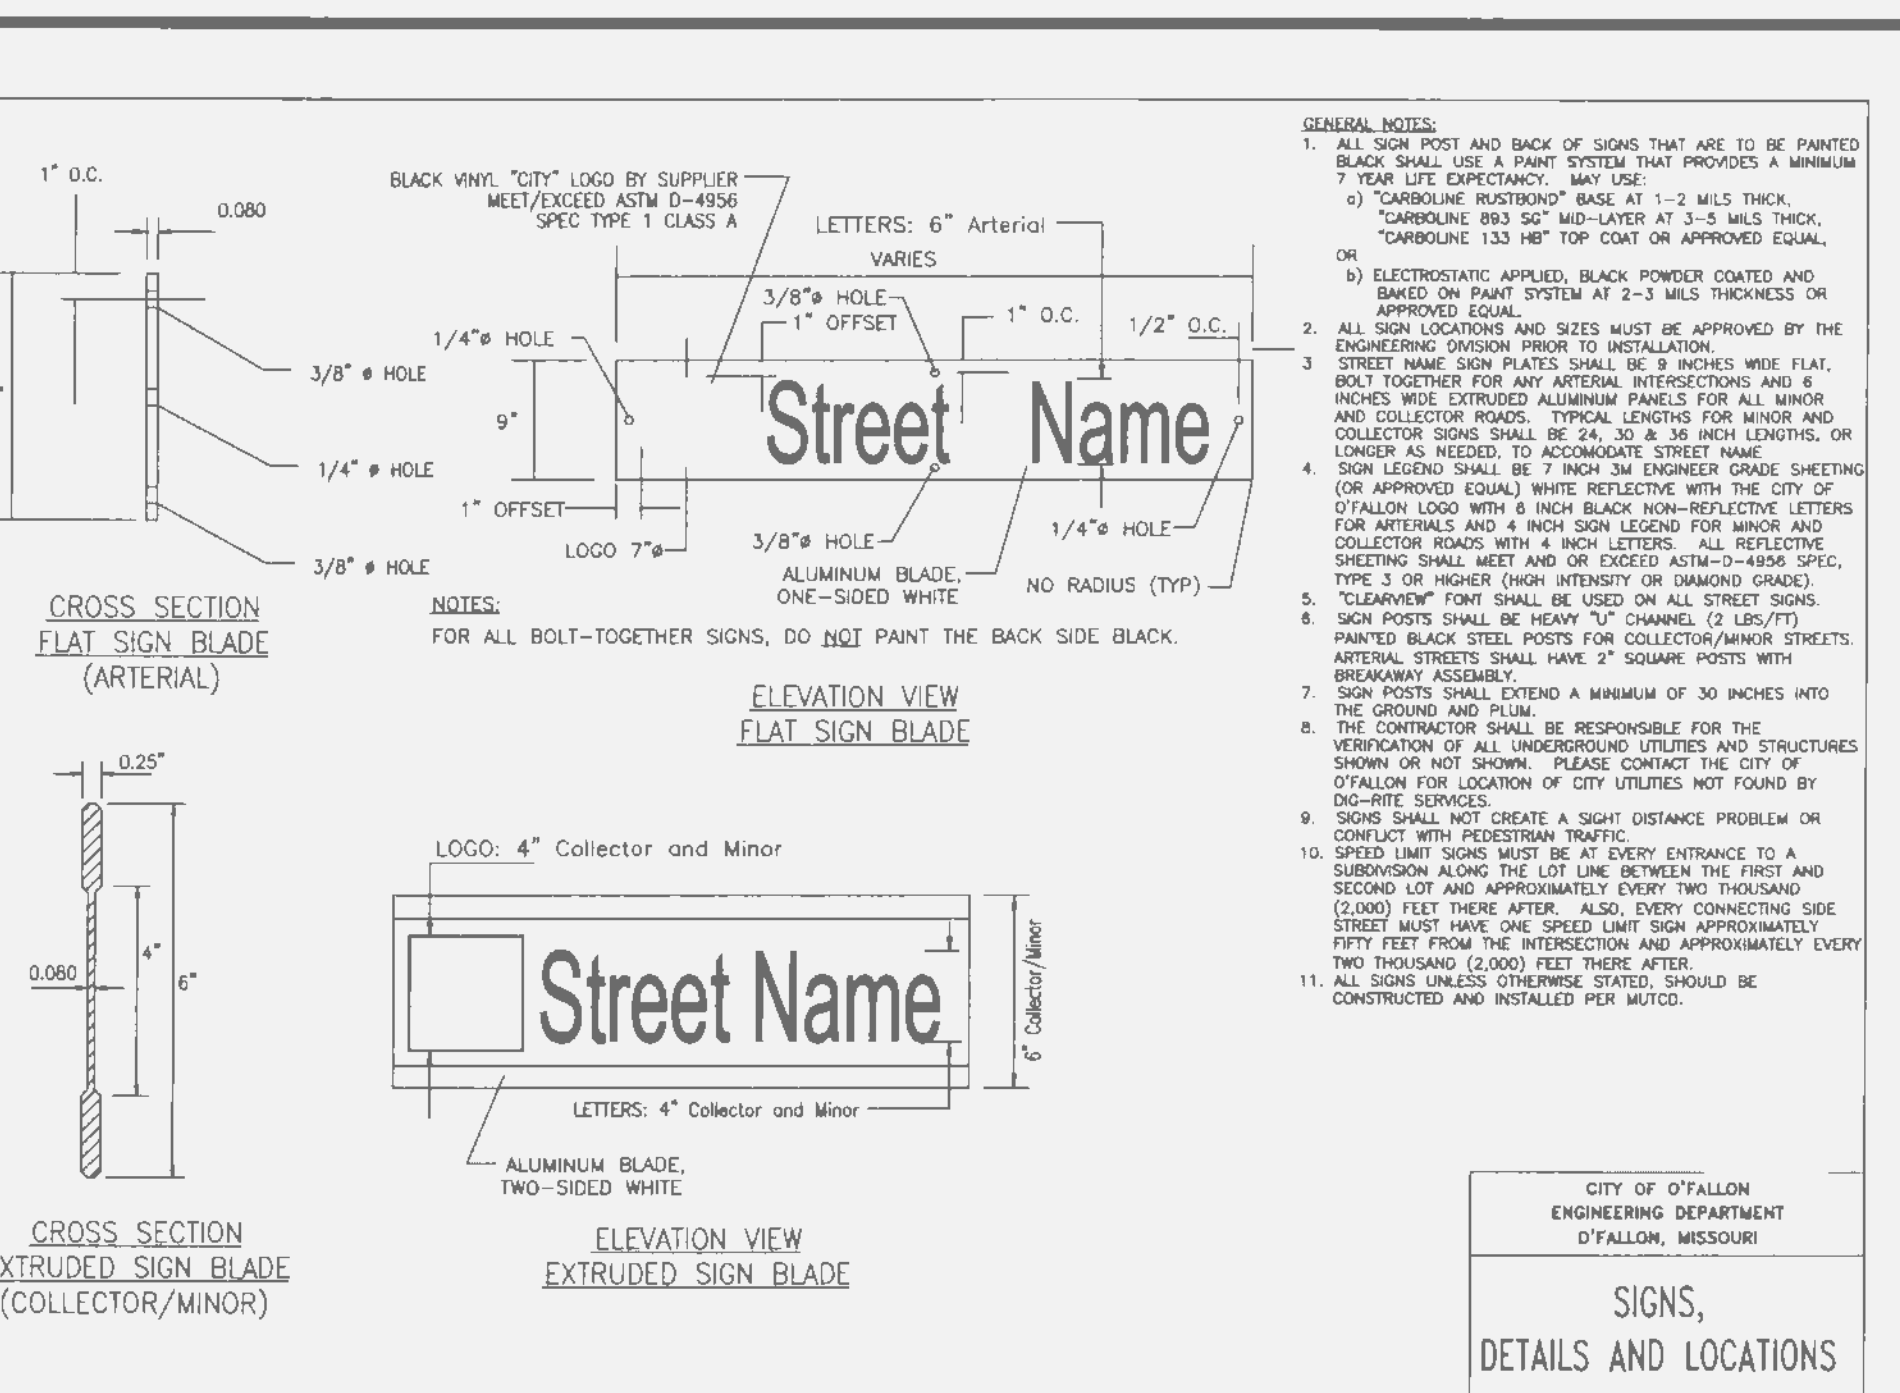 1" O.C.
0.080
3/8" ø HOLE
1/4" ø HOLE
3/8" ø HOLE
CROSS SECTION
FLAT SIGN BLADE
(ARTERIAL)
BLACK VINYL "CITY" LOGO BY SUPPLIER
MEET/EXCEED ASTM D-4956
SPEC TYPE 1 CLASS A
LETTERS: 6" Arterial
VARIES
3/8"ø HOLE
1" OFFSET
1" O.C.
1/2" O.C.
1/4"ø HOLE
9"
Street Name
1" OFFSET
LOGO 7"ø
3/8"ø HOLE
1/4"ø HOLE
ALUMINUM BLADE,
ONE-SIDED WHITE
NO RADIUS (TYP)
NOTES:
FOR ALL BOLT-TOGETHER SIGNS, DO NOT PAINT THE BACK SIDE BLACK.
ELEVATION VIEW
FLAT SIGN BLADE
0.25"
4"
0.080
6"
CROSS SECTION
XTRUDED SIGN BLADE
(COLLECTOR/MINOR)
LOGO: 4" Collector and Minor
Street Name
6" Collector/Minor
LETTERS: 4" Collector and Minor
ALUMINUM BLADE,
TWO-SIDED WHITE
ELEVATION VIEW
EXTRUDED SIGN BLADE
GENERAL NOTES:
1. ALL SIGN POST AND BACK OF SIGNS THAT ARE TO BE PAINTED
BLACK SHALL USE A PAINT SYSTEM THAT PROVIDES A MINIMUM
7 YEAR LIFE EXPECTANCY. MAY USE:
a) "CARBOLINE RUSTBOND" BASE AT 1-2 MILS THICK,
"CARBOLINE 893 SG" MID-LAYER AT 3-5 MILS THICK,
"CARBOLINE 133 HB" TOP COAT OR APPROVED EQUAL,
OR
b) ELECTROSTATIC APPLIED, BLACK POWDER COATED AND
BAKED ON PAINT SYSTEM AT 2-3 MILS THICKNESS OR
APPROVED EQUAL.
2. ALL SIGN LOCATIONS AND SIZES MUST BE APPROVED BY THE
ENGINEERING DIVISION PRIOR TO INSTALLATION.
3 STREET NAME SIGN PLATES SHALL BE 9 INCHES WIDE FLAT,
BOLT TOGETHER FOR ANY ARTERIAL INTERSECTIONS AND 6
INCHES WIDE EXTRUDED ALUMINUM PANELS FOR ALL MINOR
AND COLLECTOR ROADS. TYPICAL LENGTHS FOR MINOR AND
COLLECTOR SIGNS SHALL BE 24, 30 & 36 INCH LENGTHS, OR
LONGER AS NEEDED, TO ACCOMODATE STREET NAME
4. SIGN LEGEND SHALL BE 7 INCH 3M ENGINEER GRADE SHEETING
(OR APPROVED EQUAL) WHITE REFLECTIVE WITH THE CITY OF
O'FALLON LOGO WITH 6 INCH BLACK NON-REFLECTIVE LETTERS
FOR ARTERIALS AND 4 INCH SIGN LEGEND FOR MINOR AND
COLLECTOR ROADS WITH 4 INCH LETTERS. ALL REFLECTIVE
SHEETING SHALL MEET AND OR EXCEED ASTM-D-4956 SPEC,
TYPE 3 OR HIGHER (HIGH INTENSITY OR DIAMOND GRADE).
5. "CLEARVIEW" FONT SHALL BE USED ON ALL STREET SIGNS.
6. SIGN POSTS SHALL BE HEAVY "U" CHANNEL (2 LBS/FT)
PAINTED BLACK STEEL POSTS FOR COLLECTOR/MINOR STREETS.
ARTERIAL STREETS SHALL HAVE 2" SQUARE POSTS WITH
BREAKAWAY ASSEMBLY.
7. SIGN POSTS SHALL EXTEND A MINIMUM OF 30 INCHES INTO
THE GROUND AND PLUM.
8. THE CONTRACTOR SHALL BE RESPONSIBLE FOR THE
VERIFICATION OF ALL UNDERGROUND UTILITIES AND STRUCTURES
SHOWN OR NOT SHOWN. PLEASE CONTACT THE CITY OF
O'FALLON FOR LOCATION OF CITY UTILITIES NOT FOUND BY
DIG-RITE SERVICES.
9. SIGNS SHALL NOT CREATE A SIGHT DISTANCE PROBLEM OR
CONFLICT WITH PEDESTRIAN TRAFFIC.
10. SPEED LIMIT SIGNS MUST BE AT EVERY ENTRANCE TO A
SUBDIVISION ALONG THE LOT LINE BETWEEN THE FIRST AND
SECOND LOT AND APPROXIMATELY EVERY TWO THOUSAND
(2,000) FEET THERE AFTER. ALSO, EVERY CONNECTING SIDE
STREET MUST HAVE ONE SPEED LIMIT SIGN APPROXIMATELY
FIFTY FEET FROM THE INTERSECTION AND APPROXIMATELY EVERY
TWO THOUSAND (2,000) FEET THERE AFTER.
11. ALL SIGNS UNLESS OTHERWISE STATED, SHOULD BE
CONSTRUCTED AND INSTALLED PER MUTCD.
CITY OF O'FALLON
ENGINEERING DEPARTMENT
O'FALLON, MISSOURI
SIGNS,
DETAILS AND LOCATIONS